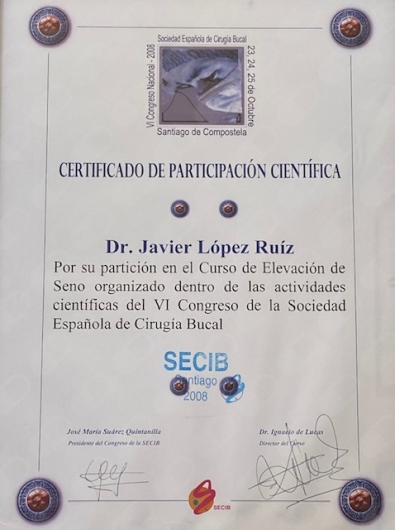 Sociedad Española de Cirugía Bucal
VI Congreso Nacional - 2008
23, 24, 25 de Octubre
Santiago de Compostela
CERTIFICADO DE PARTICIPACIÓN CIENTÍFICA
Dr. Javier López Ruíz
Por su partición en el Curso de Elevación de
Seno organizado dentro de las actividades
científicas del VI Congreso de la Sociedad
Española de Cirugía Bucal
SECIB
Santiago
2008
José María Suárez Quintanilla
Presidente del Congreso de la SECIB
Dr. Ignacio de Lucas
Director del Curso
SECIB